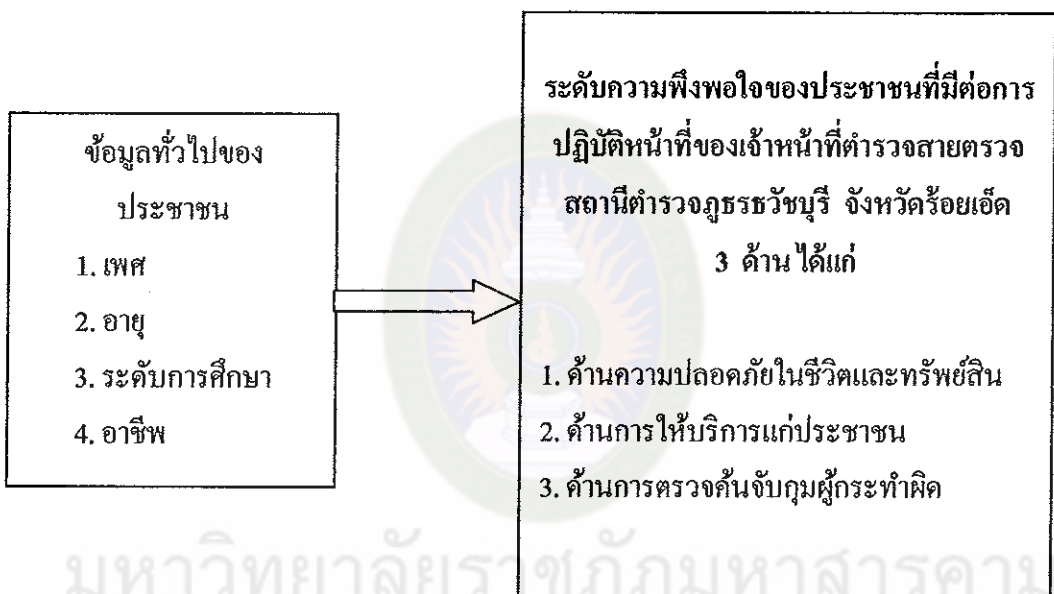 ข้อมูลทั่วไปของ
ประชาชน
1. เพศ
2. อายุ
3. ระดับการศึกษา
4. อาชีพ
ระดับความพึงพอใจของประชาชนที่มีต่อการ
ปฏิบัติหน้าที่ของเจ้าหน้าที่ตำรวจสายตรวจ
สถานีตำรวจภูธรธวัชบุรี จังหวัดร้อยเอ็ด
3 ด้าน ได้แก่
1. ด้านความปลอดภัยในชีวิตและทรัพย์สิน
2. ด้านการให้บริการแก่ประชาชน
3. ด้านการตรวจค้นจับกุมผู้กระทำผิด
มหาวิทยาลัยราชภัฏมหาสารคาม